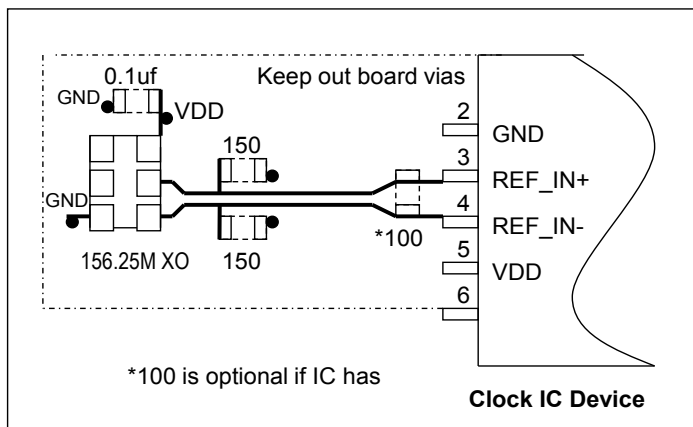 0.1uf
Keep out board vias
GND
VDD
2
GND
150
3
REF_IN+
GND
4
REF_IN-
*100
156.25M XO
150
5
VDD
6
*100 is optional if IC has
Clock IC Device